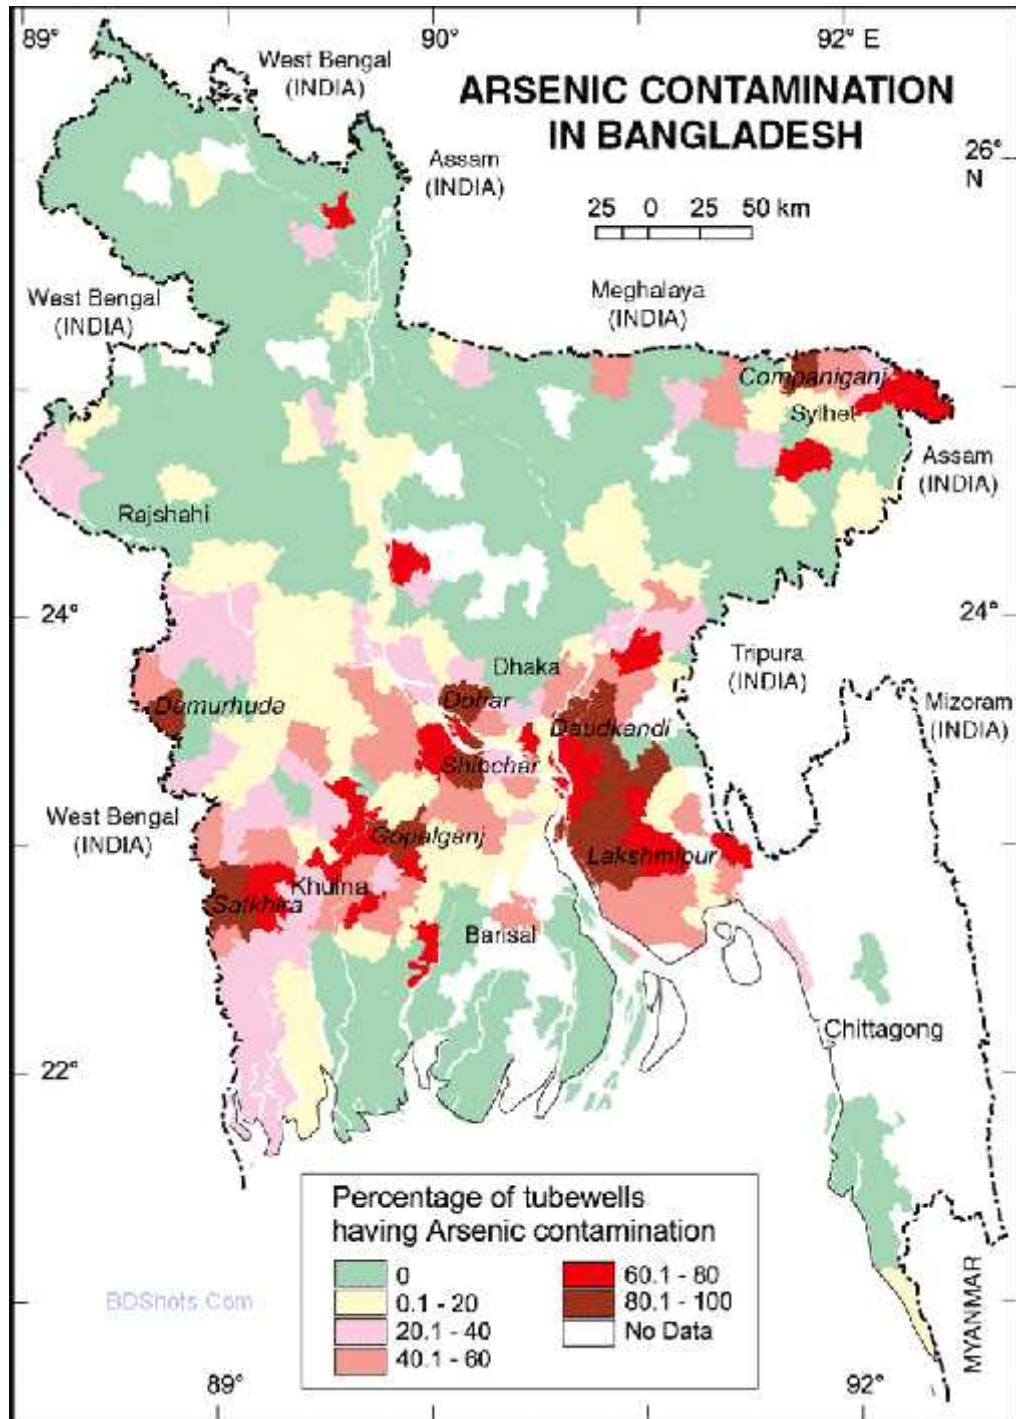 89°
90°
92° E
West Bengal
(INDIA)
ARSENIC CONTAMINATION
IN BANGLADESH
Assam
(INDIA)
26°
N
25 0 25 50 km
West Bengal
(INDIA)
Meghalaya
(INDIA)
Companiganj
Sylhet
Assam
(INDIA)
Rajshahi
24°
24°
Dhaka
Tripura
(INDIA)
Damurhuda
Dohar
Daudkandi
Mizoram
(INDIA)
Shibchar
West Bengal
(INDIA)
Gopalganj
Lakshmipur
Khulna
Satkhira
Barisal
Chittagong
22°
Percentage of tubewells
having Arsenic contamination
0
0.1 - 20
20.1 - 40
40.1 - 60
60.1 - 80
80.1 - 100
No Data
BDShots.Com
MYANMAR
89°
92°